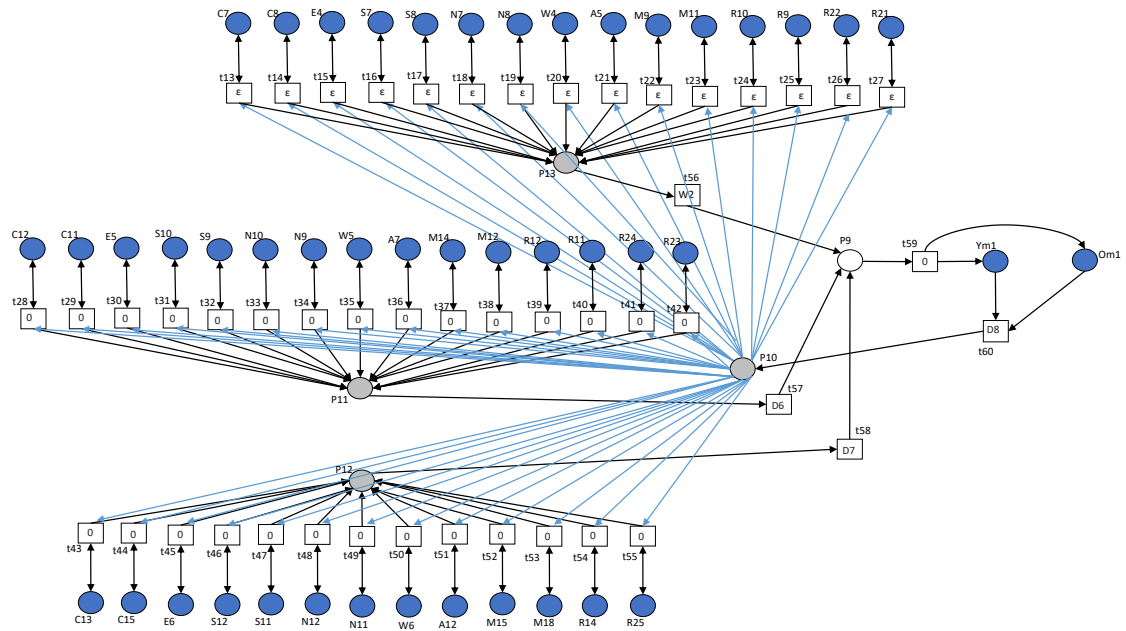 C7 C8 E4 S7 S8 N7 N8 W4 A5 M9 M11 R10 R9 R22 R21
t13 t14 t15 t16 t17 t18 t19 t20 t21 t22 t23 t24 t25 t26 t27
ε ε ε ε ε ε ε ε ε ε ε ε ε ε ε
P13
t56
W2
C12 C11 E5 S10 S9 N10 N9 W5 A7 M14 M12 R12 R11 R24 R23
P9 t59 Ym1 Om1
0
t28 t29 t30 t31 t32 t33 t34 t35 t36 t37 t38 t39 t40 t41 t42
0 0 0 0 0 0 0 0 0 0 0 0 0 0 0
D8
t60
P10
P11
t57
D6
t58
D7
P12
0 0 0 0 0 0 0 0 0 0 0 0 0
t43 t44 t45 t46 t47 t48 t49 t50 t51 t52 t53 t54 t55
C13 C15 E6 S12 S11 N12 N11 W6 A12 M15 M18 R14 R25